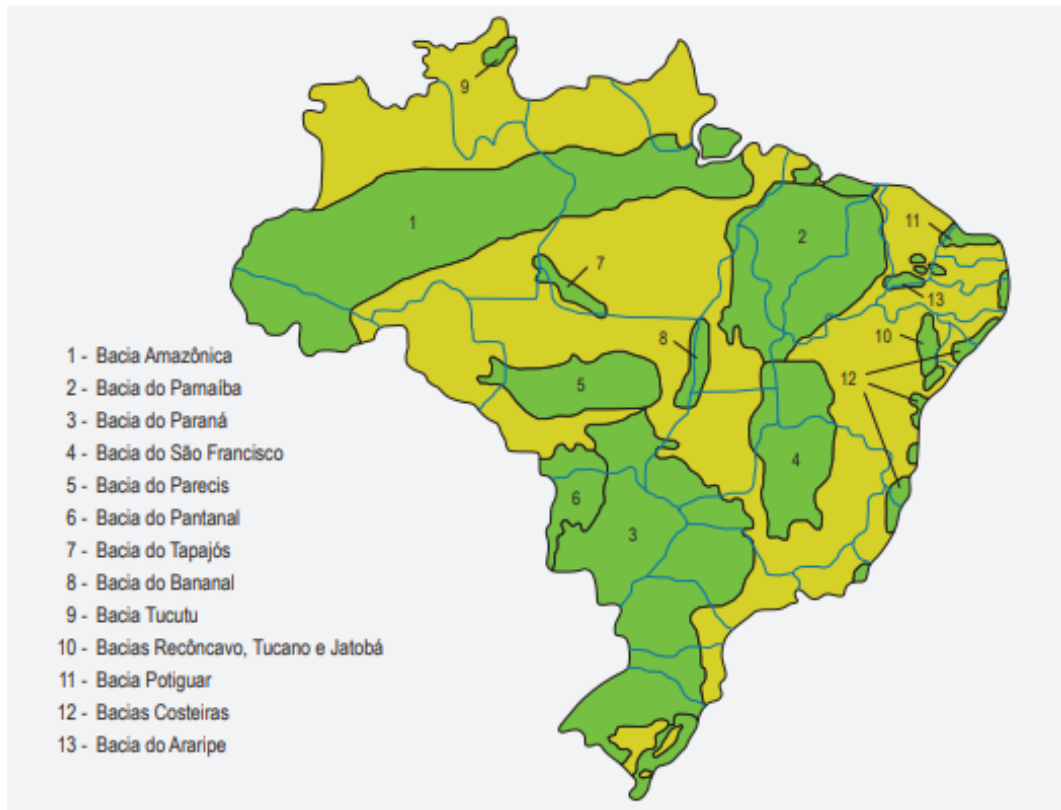 9
1
11
2
7
13
10
8
12
5
4
6
3
1 - Bacia Amazônica
2 - Bacia do Parnaíba
3 - Bacia do Paraná
4 - Bacia do São Francisco
5 - Bacia do Parecis
6 - Bacia do Pantanal
7 - Bacia do Tapajós
8 - Bacia do Bananal
9 - Bacia Tucutu
10 - Bacias Recôncavo, Tucano e Jatobá
11 - Bacia Potiguar
12 - Bacias Costeiras
13 - Bacia do Araripe